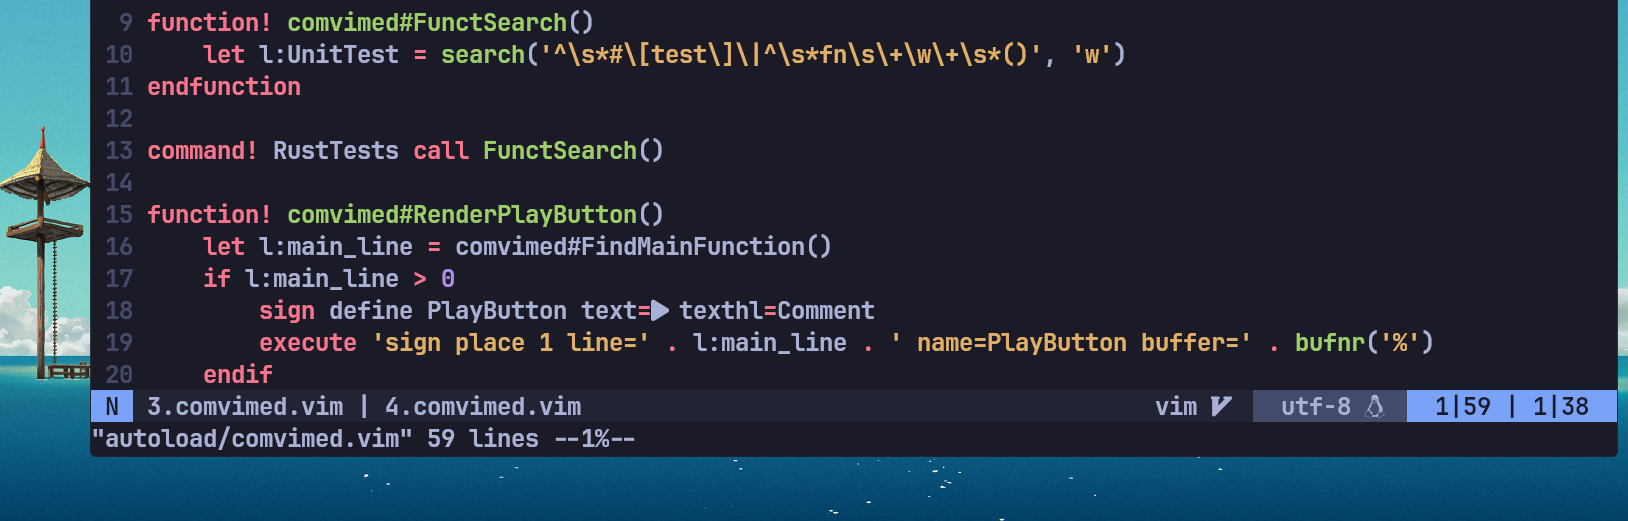 9 function! comvimed#FunctSearch()
10     let l:UnitTest = search('^\s*#\[test\]\|^\s*fn\s\+\w\+\s*()', 'w')
11 endfunction
12
13 command! RustTests call FunctSearch()
14
15 function! comvimed#RenderPlayButton()
16     let l:main_line = comvimed#FindMainFunction()
17     if l:main_line > 0
18         sign define PlayButton text=▶ texthl=Comment
19         execute 'sign place 1 line=' . l:main_line . ' name=PlayButton buffer=' . bufnr('%')
20     endif
N 3.comvimed.vim | 4.comvimed.vim vim utf-8 1|59 | 1|38
"autoload/comvimed.vim" 59 lines --1%--